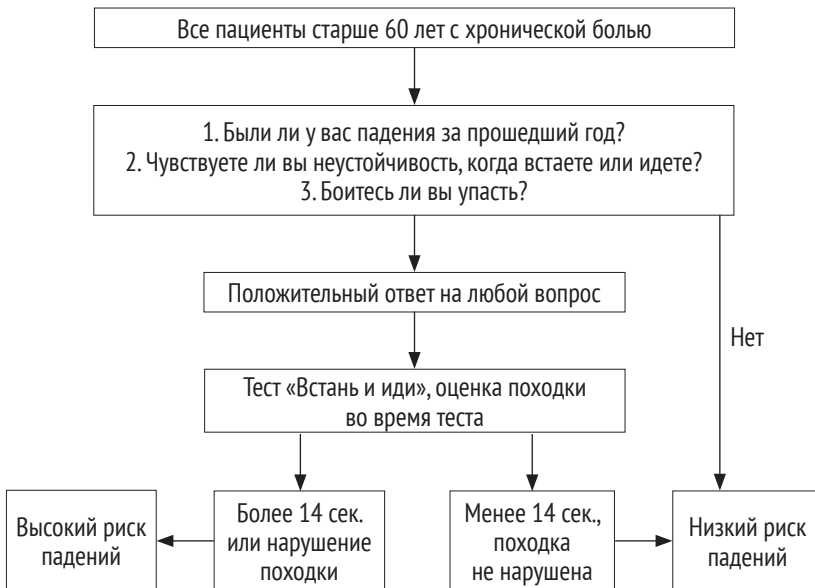 Все пациенты старше 60 лет с хронической болью
1. Были ли у вас падения за прошедший год?
2. Чувствуете ли вы неустойчивость, когда встаете или идете?
3. Боитесь ли вы упасть?
Положительный ответ на любой вопрос
Нет
Тест «Встань и иди», оценка походки
во время теста
Высокий риск
падений
Более 14 сек.
или нарушение
походки
Менее 14 сек.,
походка
не нарушена
Низкий риск
падений